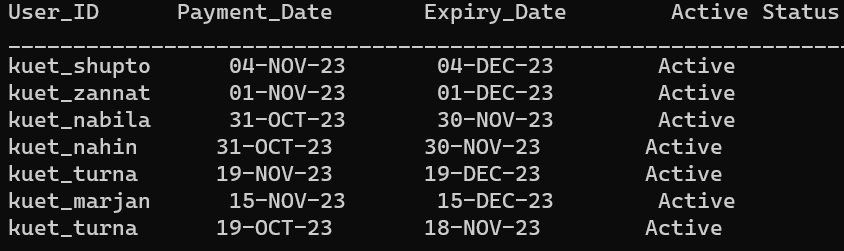 User_ID Payment_Date Expiry_Date Active Status
kuet_shupto 04-NOV-23 04-DEC-23 Active
kuet_zannat 01-NOV-23 01-DEC-23 Active
kuet_nabila 31-OCT-23 30-NOV-23 Active
kuet_nahin 31-OCT-23 30-NOV-23 Active
kuet_turna 19-NOV-23 19-DEC-23 Active
kuet_marjan 15-NOV-23 15-DEC-23 Active
kuet_turna 19-OCT-23 18-NOV-23 Active